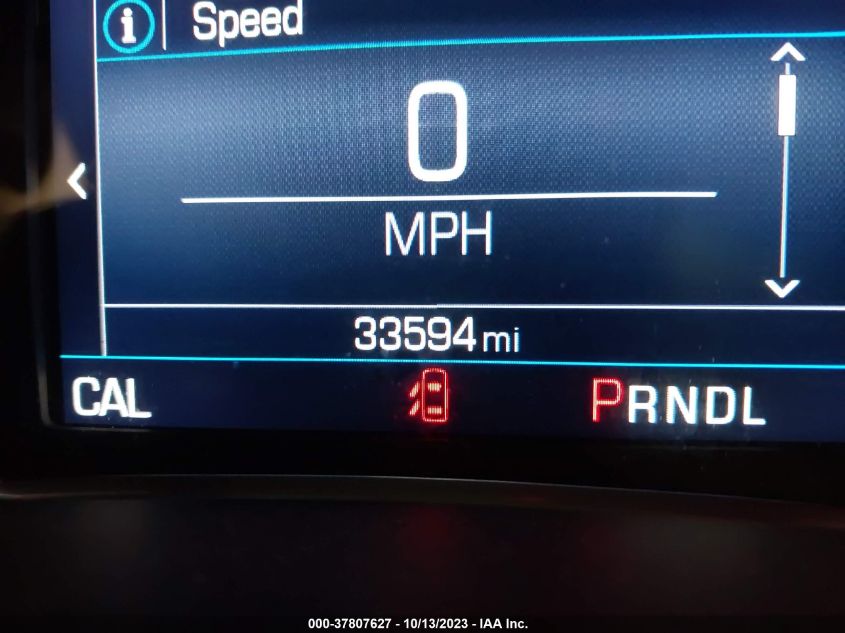 i Speed
0
MPH
33594 mi
CAL PRNDL
000-37807627 - 10/13/2023 - IAA Inc.